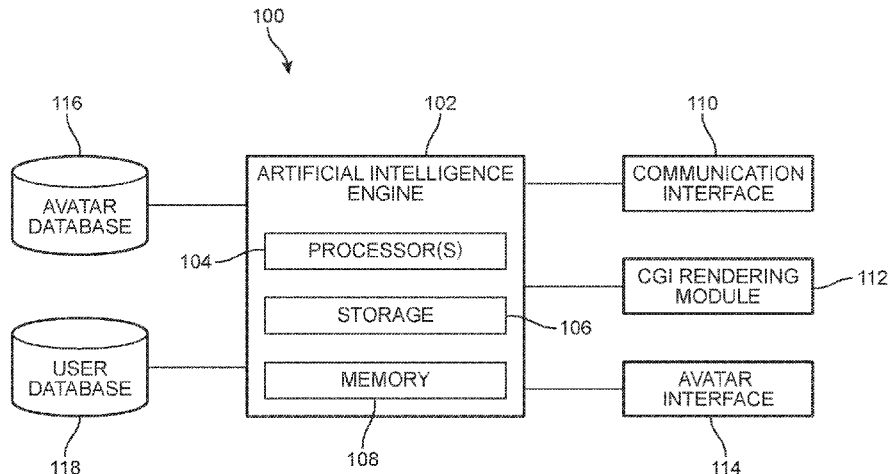 100
116
102
110
AVATAR
DATABASE
ARTIFICIAL INTELLIGENCE
ENGINE
COMMUNICATION
INTERFACE
104
PROCESSOR(S)
CGI RENDERING
MODULE
112
STORAGE
106
USER
DATABASE
MEMORY
AVATAR
INTERFACE
118
108
114